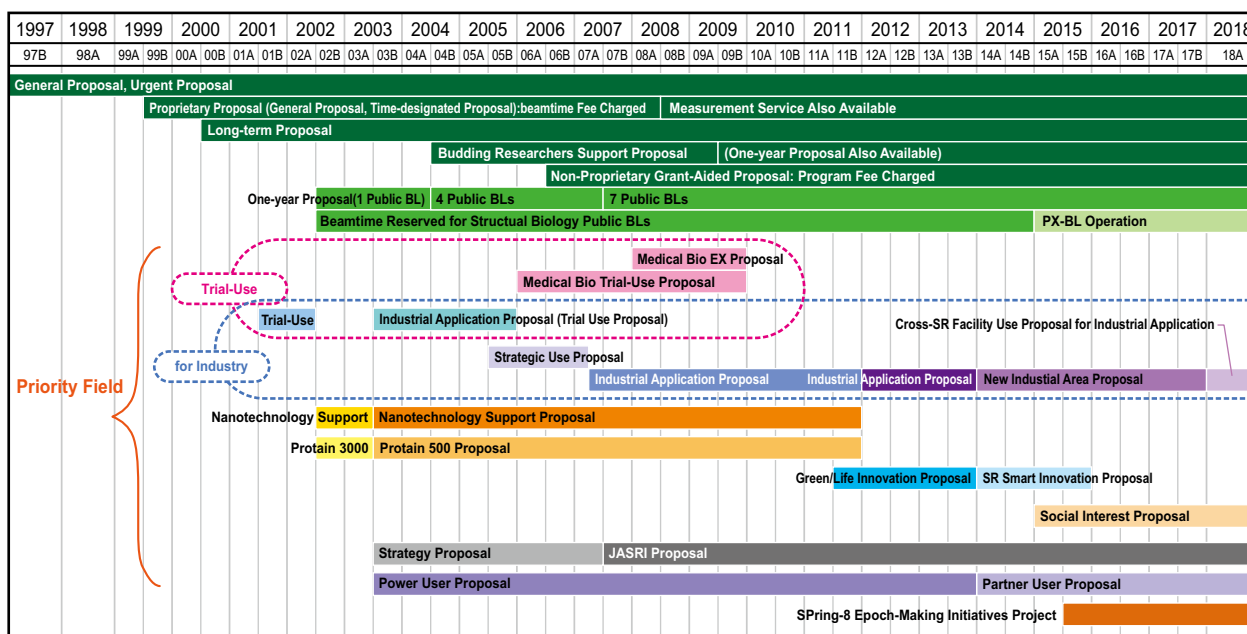 1997 1998 1999 2000 2001 2002 2003 2004 2005 2006 2007 2008 2009 2010 2011 2012 2013 2014 2015 2016 2017 2018
97B 98A 99A 99B 00A 00B 01A 01B 02A 02B 03A 03B 04A 04B 05A 05B 06A 06B 07A 07B 08A 08B 09A 09B 10A 10B 11A 11B 12A 12B 13A 13B 14A 14B 15A 15B 16A 16B 17A 17B 18A
General Proposal, Urgent Proposal
Proprietary Proposal (General Proposal, Time-designated Proposal):beamtime Fee Charged Measurement Service Also Available
Long-term Proposal
Budding Researchers Support Proposal (One-year Proposal Also Available)
Non-Proprietary Grant-Aided Proposal: Program Fee Charged
One-year Proposal(1 Public BL) 4 Public BLs 7 Public BLs
Beamtime Reserved for Structual Biology Public BLs PX-BL Operation
Medical Bio EX Proposal
Medical Bio Trial-Use Proposal
Trial-Use
Trial-Use Industrial Application Proposal (Trial Use Proposal)
Cross-SR Facility Use Proposal for Industrial Application
Strategic Use Proposal
for Industry
Industrial Application Proposal Industrial Application Proposal New Industial Area Proposal
Priority Field
Nanotechnology Support Nanotechnology Support Proposal
Protain 3000 Protain 500 Proposal
Green/Life Innovation Proposal SR Smart Innovation Proposal
Social Interest Proposal
Strategy Proposal JASRI Proposal
Power User Proposal Partner User Proposal
SPring-8 Epoch-Making Initiatives Project